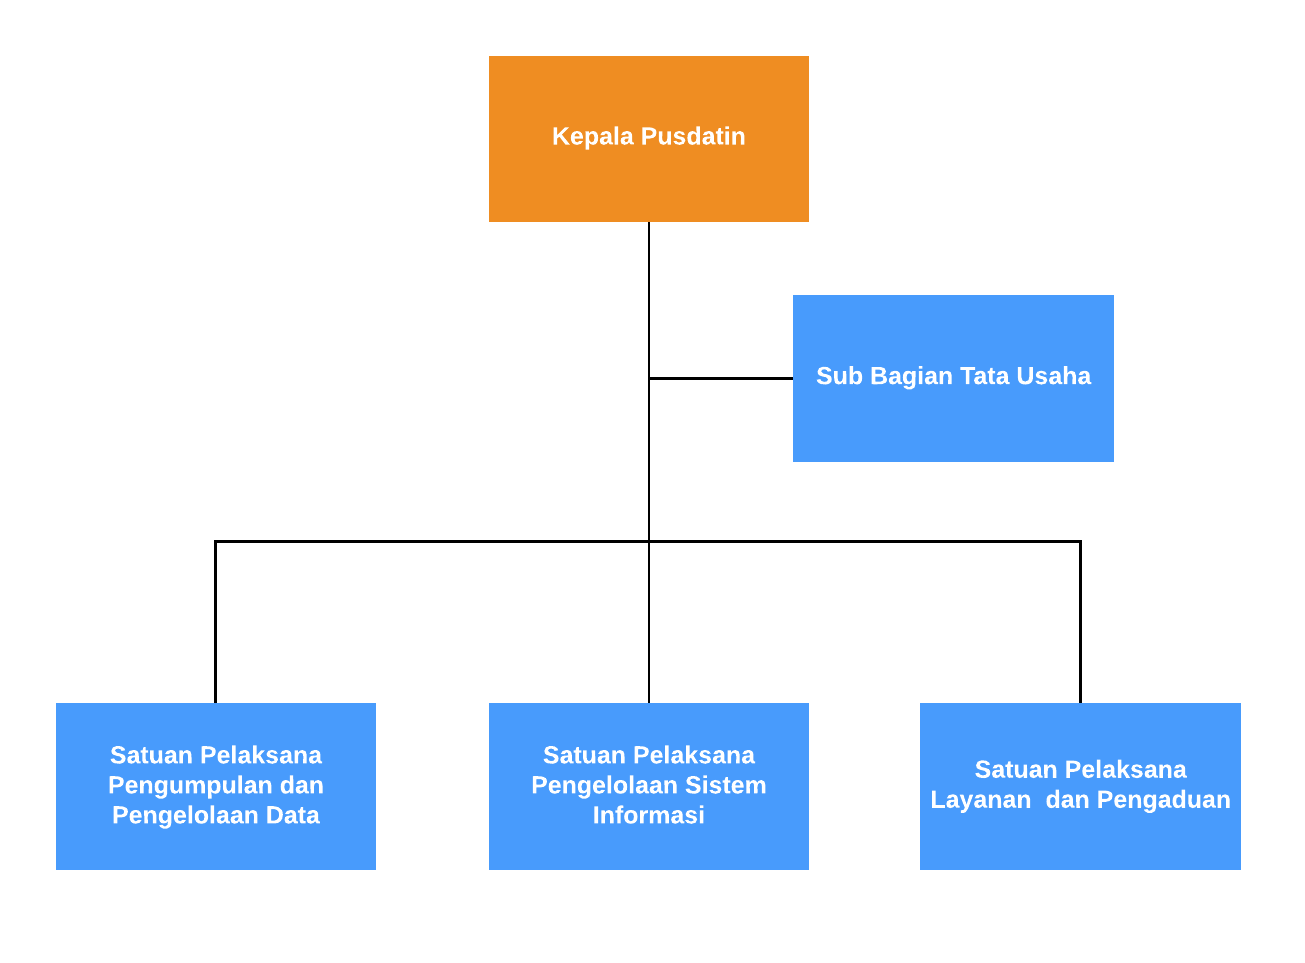 Kepala Pusdatin
Sub Bagian Tata Usaha
Satuan Pelaksana
Pengumpulan dan
Pengelolaan Data
Satuan Pelaksana
Pengelolaan Sistem
Informasi
Satuan Pelaksana
Layanan  dan Pengaduan